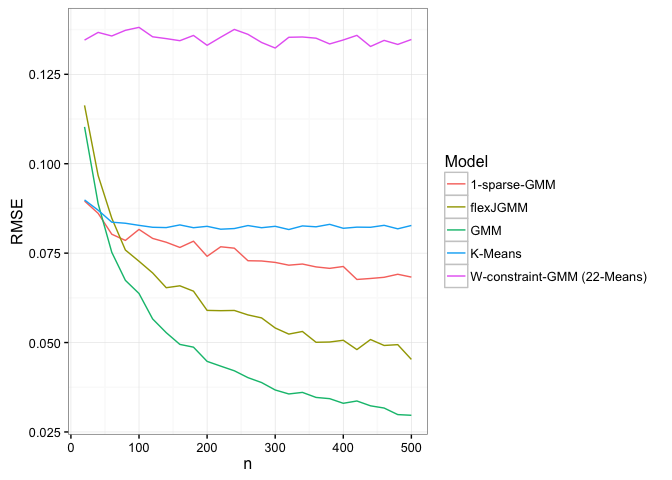 RMSE
0.125
0.100
0.075
0.050
0.025
0
100
200
300
400
500
n
Model
1-sparse-GMM
flexJGMM
GMM
K-Means
W-constraint-GMM (22-Means)